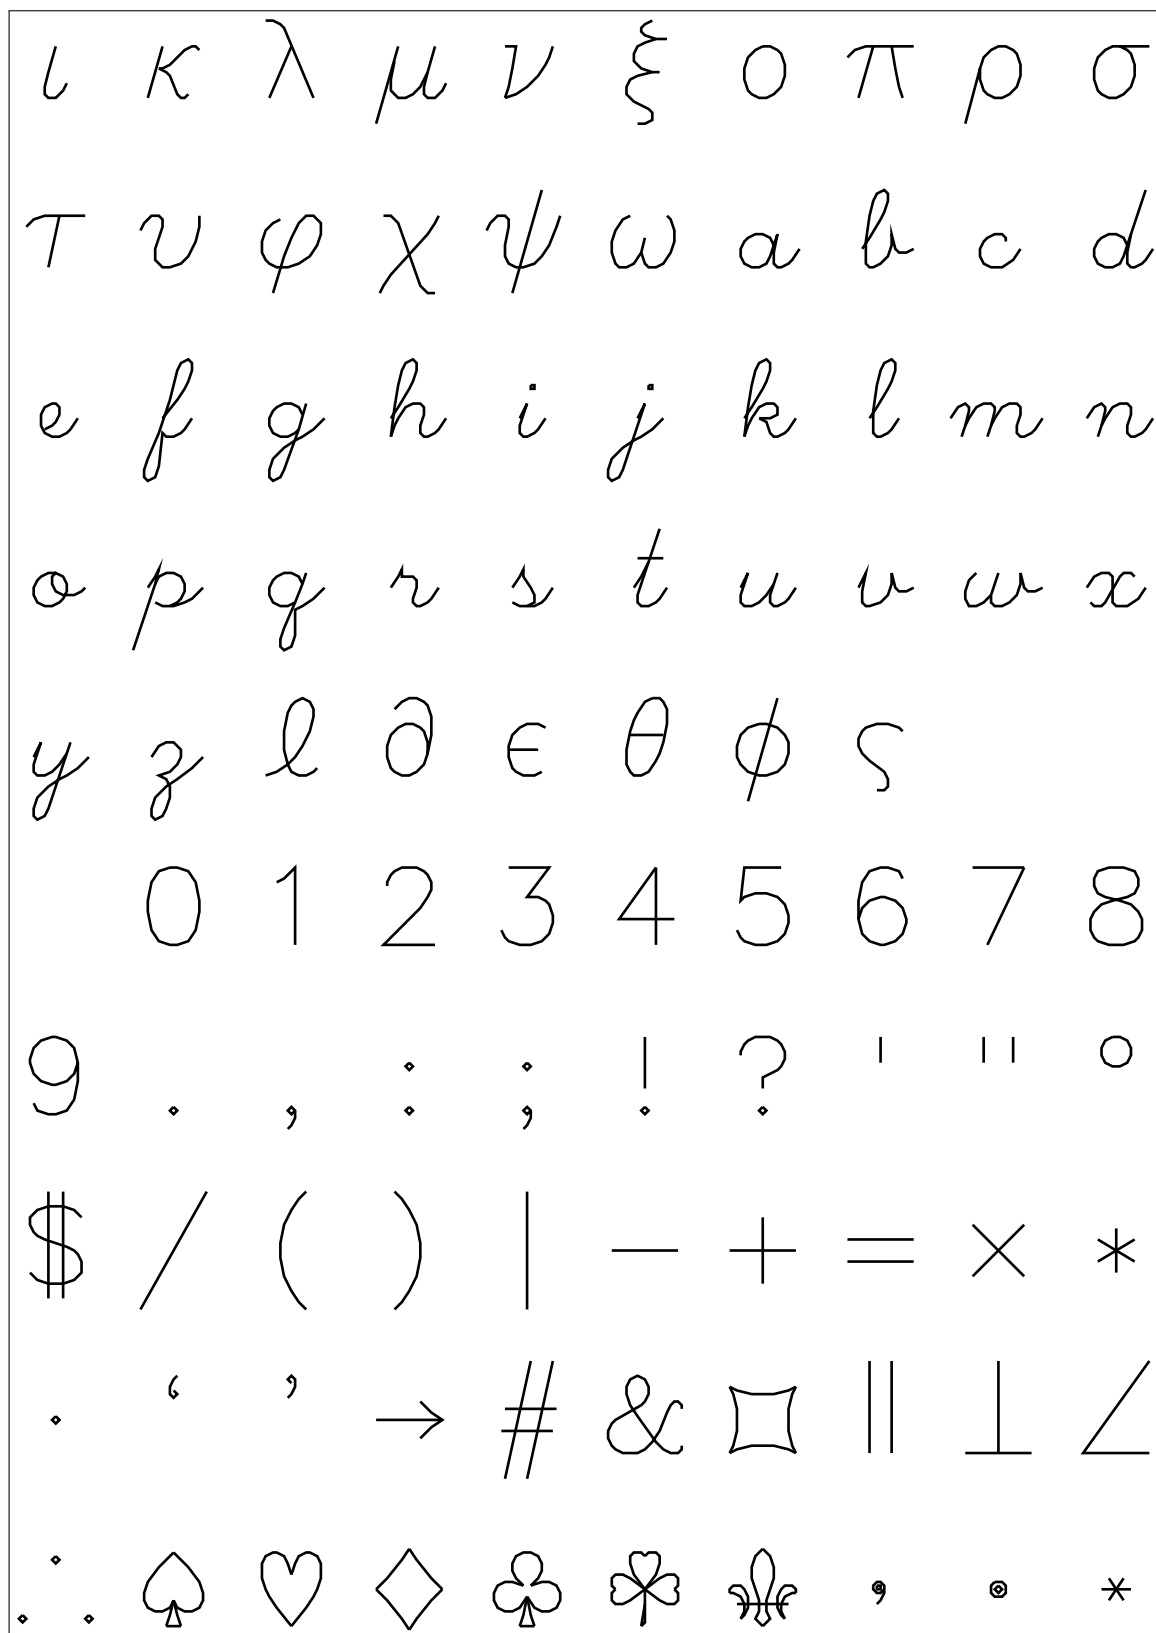 ι κ λ μ ν ξ ο π ρ σ
τ υ φ χ ψ ω a b c d
e f g h i j k l m n
o p q r s t u v w x
y z ℓ ∂ ϵ θ ϕ ς
0 1 2 3 4 5 6 7 8
9 . , : ; ! ? ' " °
$ / ( ) | − + = × *
· ‘ ’ → # & ¤ ∥ ⊥ ∠
∴ ♠ ♡ ♢ ♣ ☘ ⚜ , ⊙ *